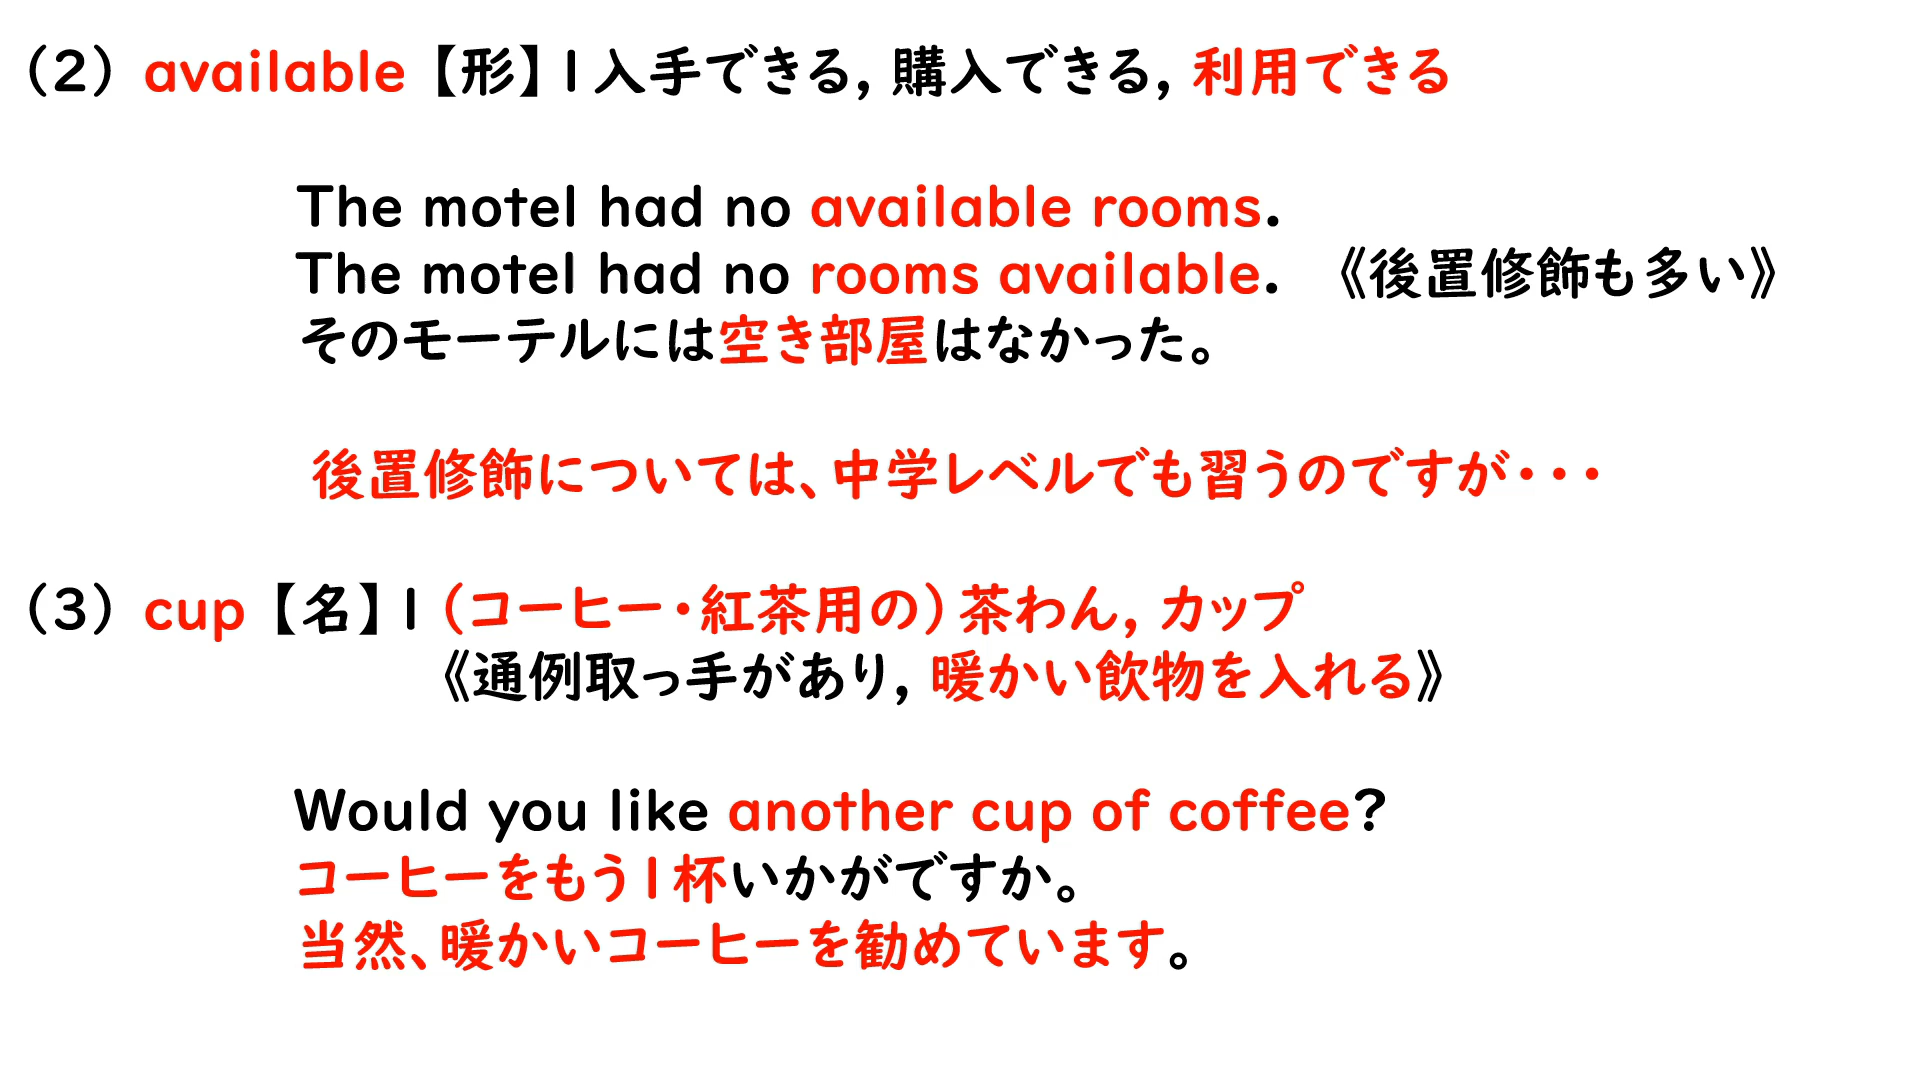 (2) available 【形】1 入手できる, 購入できる, 利用できる
The motel had no available rooms.
The motel had no rooms available. 《後置修飾も多い》
そのモーテルには空き部屋はなかった。
後置修飾については、中学レベルでも習うのですが・・・
(3) cup 【名】1 (コーヒー・紅茶用の) 茶わん, カップ
《通例取っ手があり, 暖かい飲物を入れる》
Would you like another cup of coffee?
コーヒーをもう1杯いかがですか。
当然、暖かいコーヒーを勧めています。